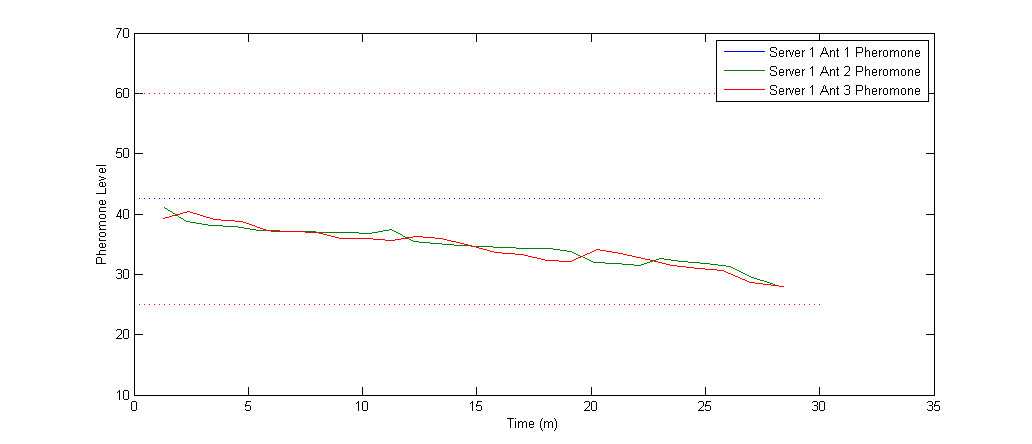 70
60
50
40
30
20
10
Pheromone Level
0 5 10 15 20 25 30 35
Time (m)
Server 1 Ant 1 Pheromone
Server 1 Ant 2 Pheromone
Server 1 Ant 3 Pheromone